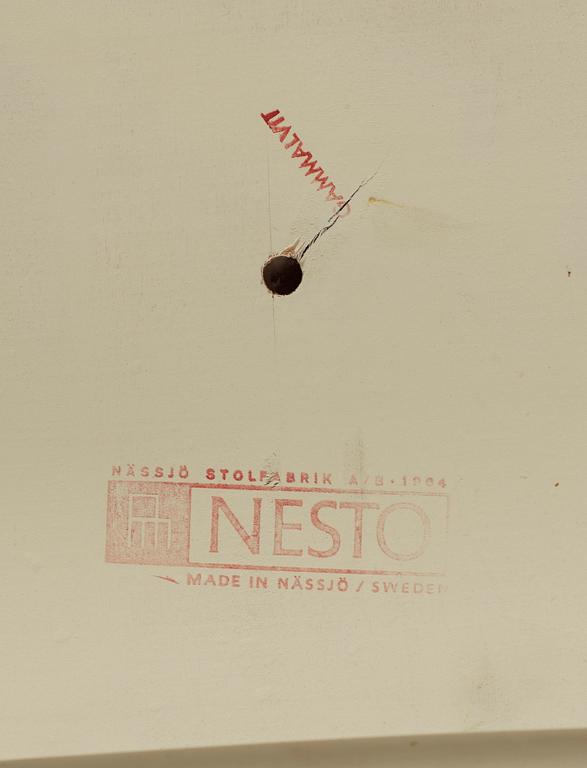 GAMMALVIT
NÄSSJÖ STOLFABRIK A/B · 1964
NESTO
MADE IN NÄSSJÖ / SWEDEN